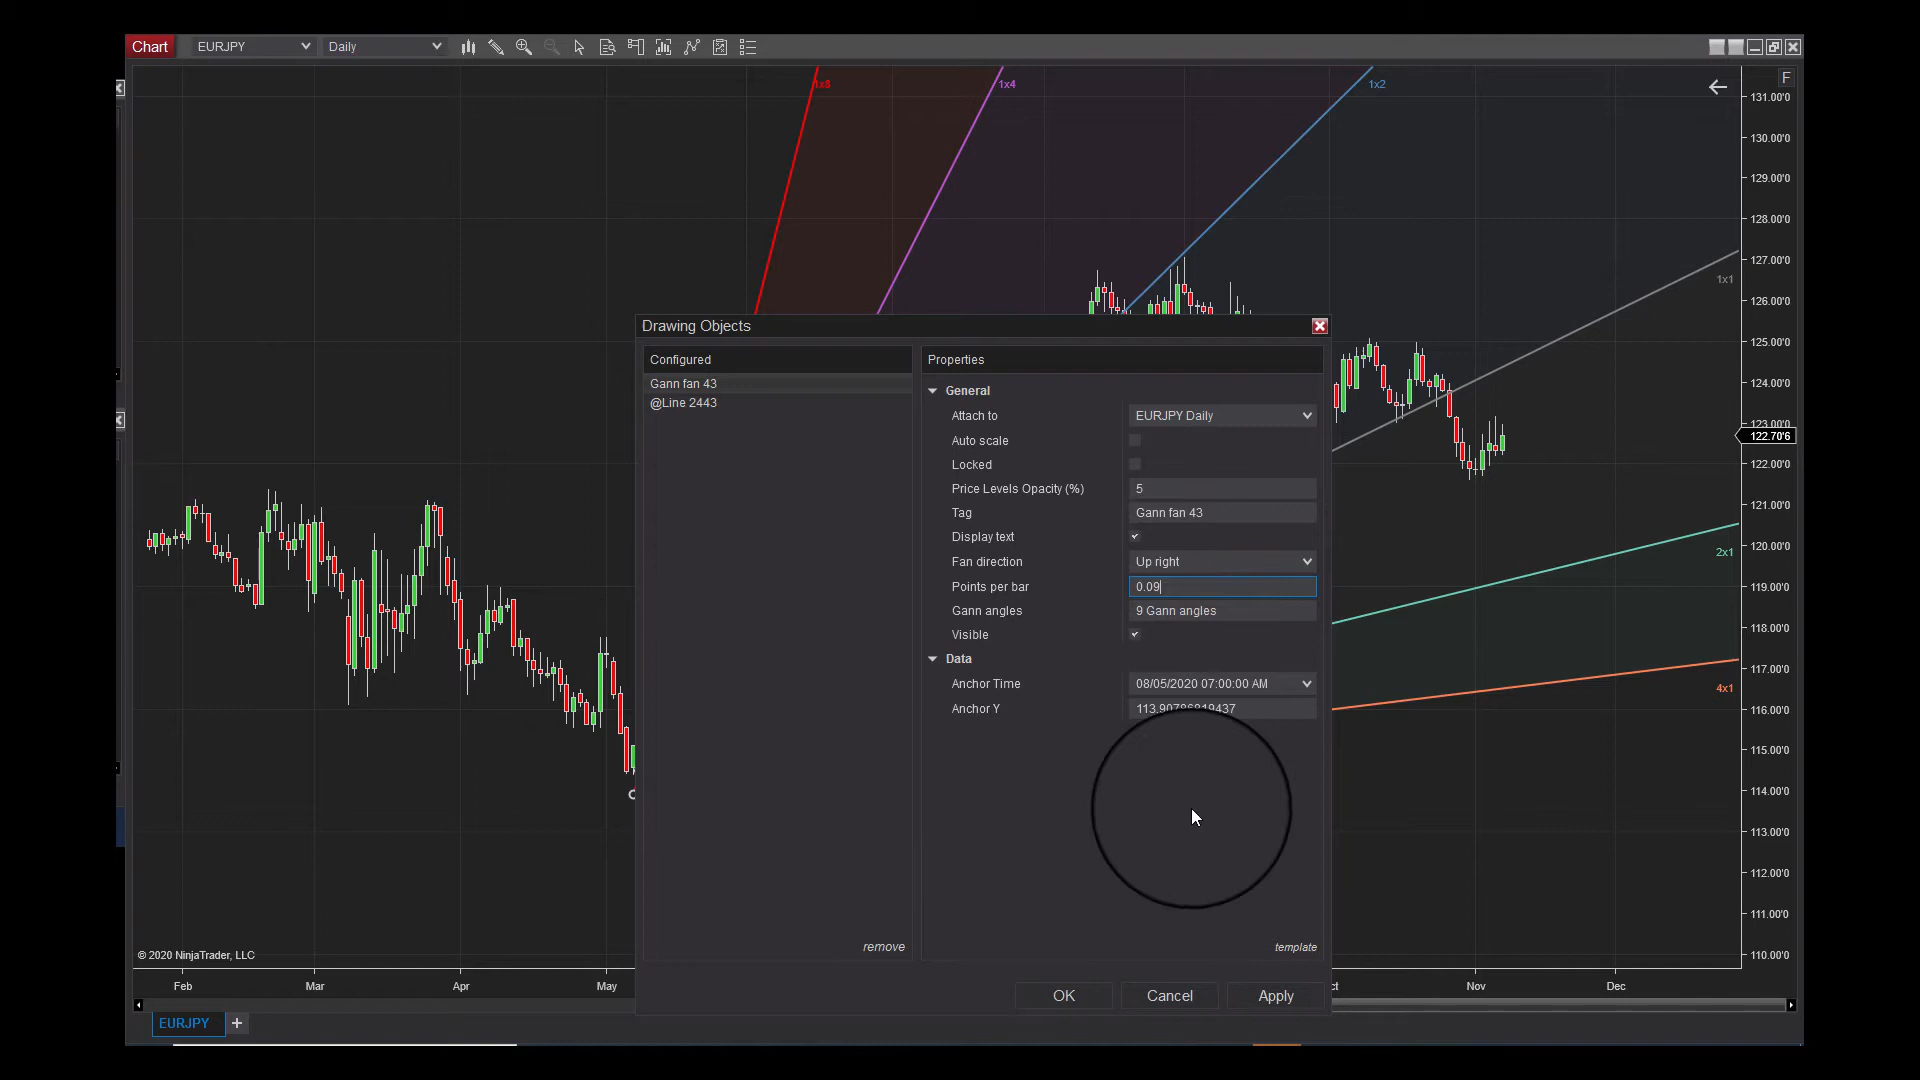 Chart EURJPY Daily
1x8 1x4 1x2 F
131.00'0
130.00'0
129.00'0
128.00'0
127.00'0
1x1
126.00'0
125.00'0
124.00'0
123.00'0
122.70'6
122.00'0
121.00'0
120.00'0
2x1
119.00'0
118.00'0
117.00'0
4x1
116.00'0
115.00'0
114.00'0
113.00'0
112.00'0
111.00'0
110.00'0
Drawing Objects
Configured
Gann fan 43
@Line 2443
remove
Properties
General
Attach to EURJPY Daily
Auto scale
Locked
Price Levels Opacity (%) 5
Tag Gann fan 43
Display text
Fan direction Up right
Points per bar 0.09
Gann angles 9 Gann angles
Visible
Data
Anchor Time 08/05/2020 07:00:00 AM
Anchor Y
template
OK Cancel Apply
© 2020 NinjaTrader, LLC
Feb Mar Apr May ct Nov Dec
EURJPY +